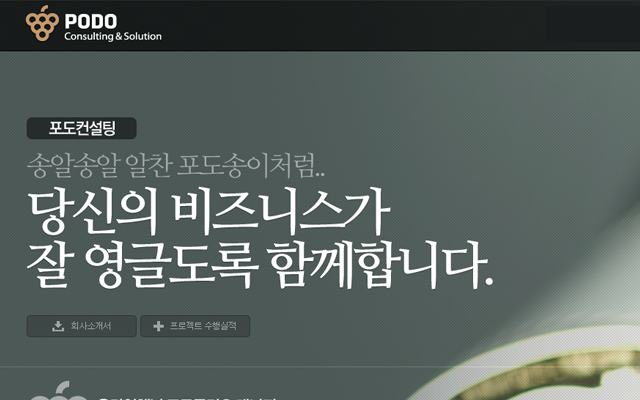 PODO
Consulting & Solution
포도컨설팅
송알송알 알찬 포도송이처럼..
당신의 비즈니스가
잘 영글도록 함께합니다.
회사소개서
프로젝트 수행실적